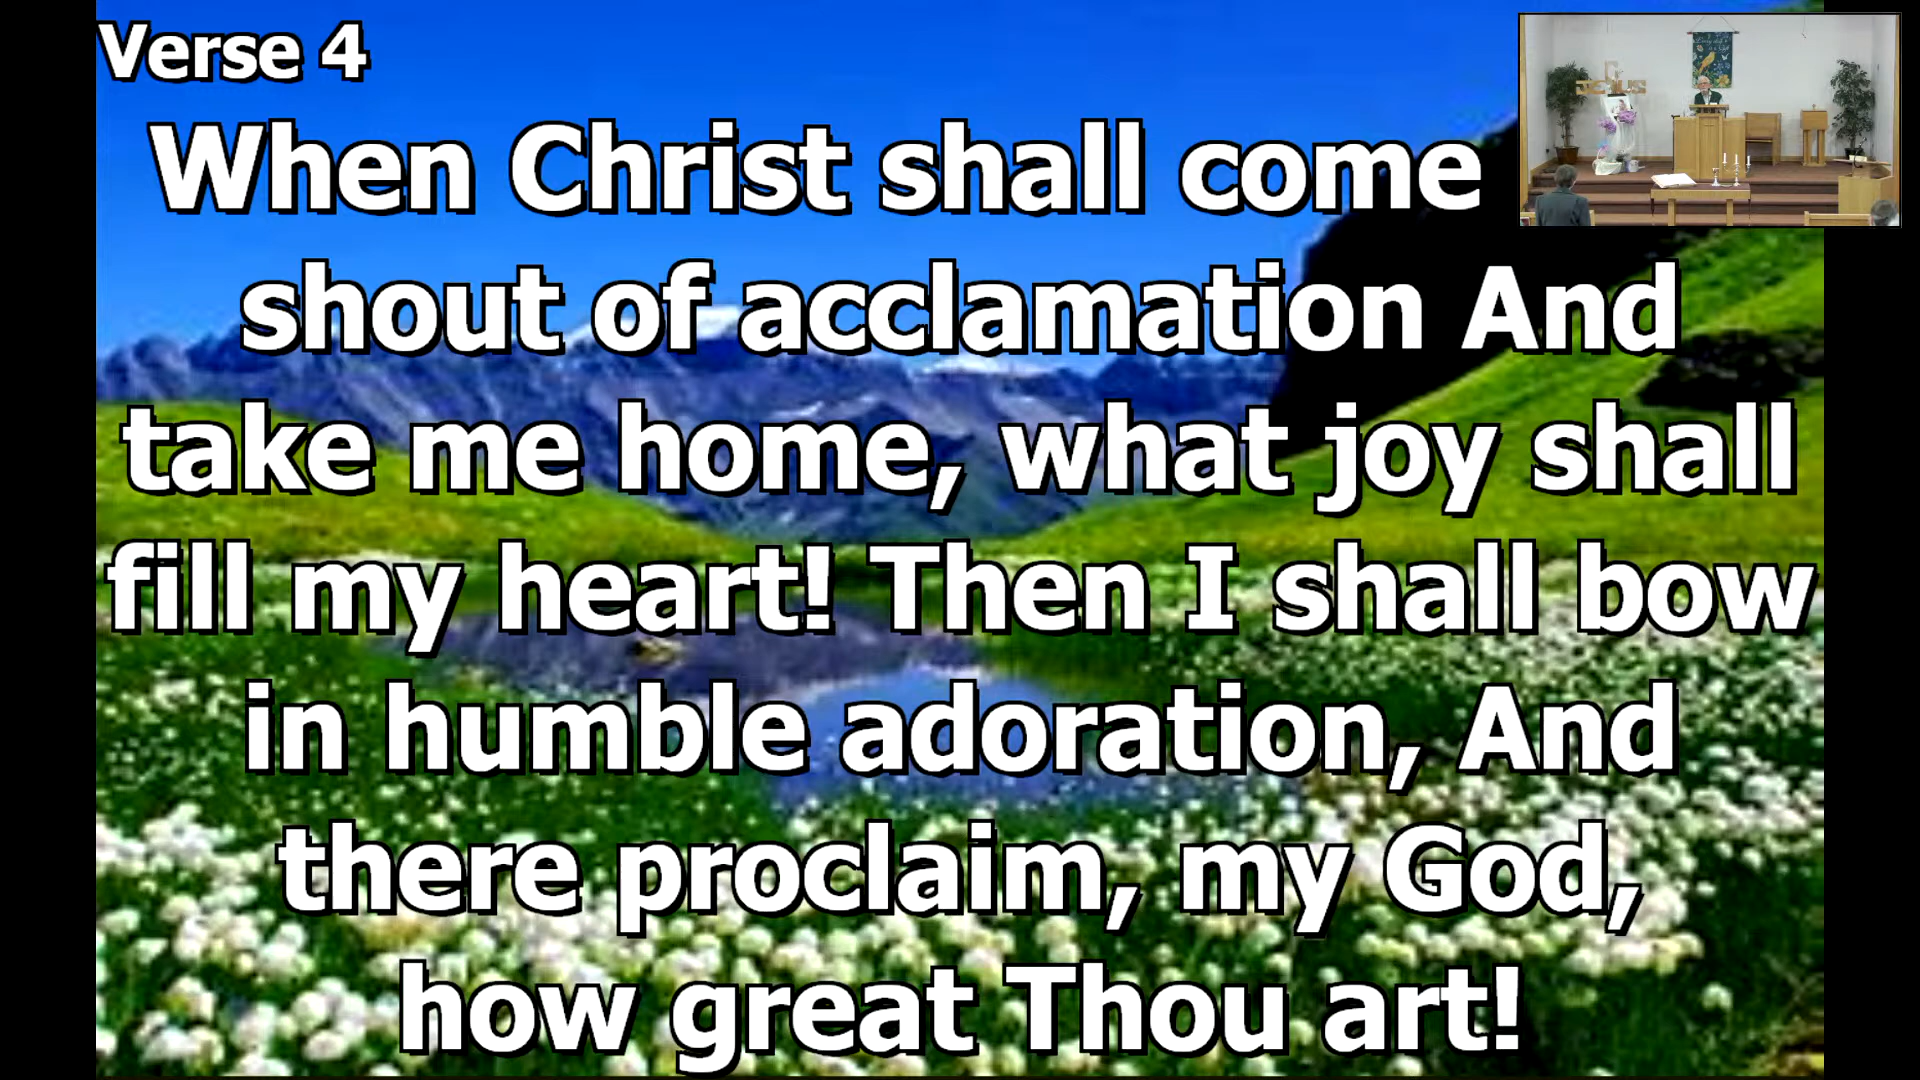 Verse 4
When Christ shall come
shout of acclamation And
take me home, what joy shall
fill my heart! Then I shall bow
in humble adoration, And
there proclaim, my God,
how great Thou art!
JESUS